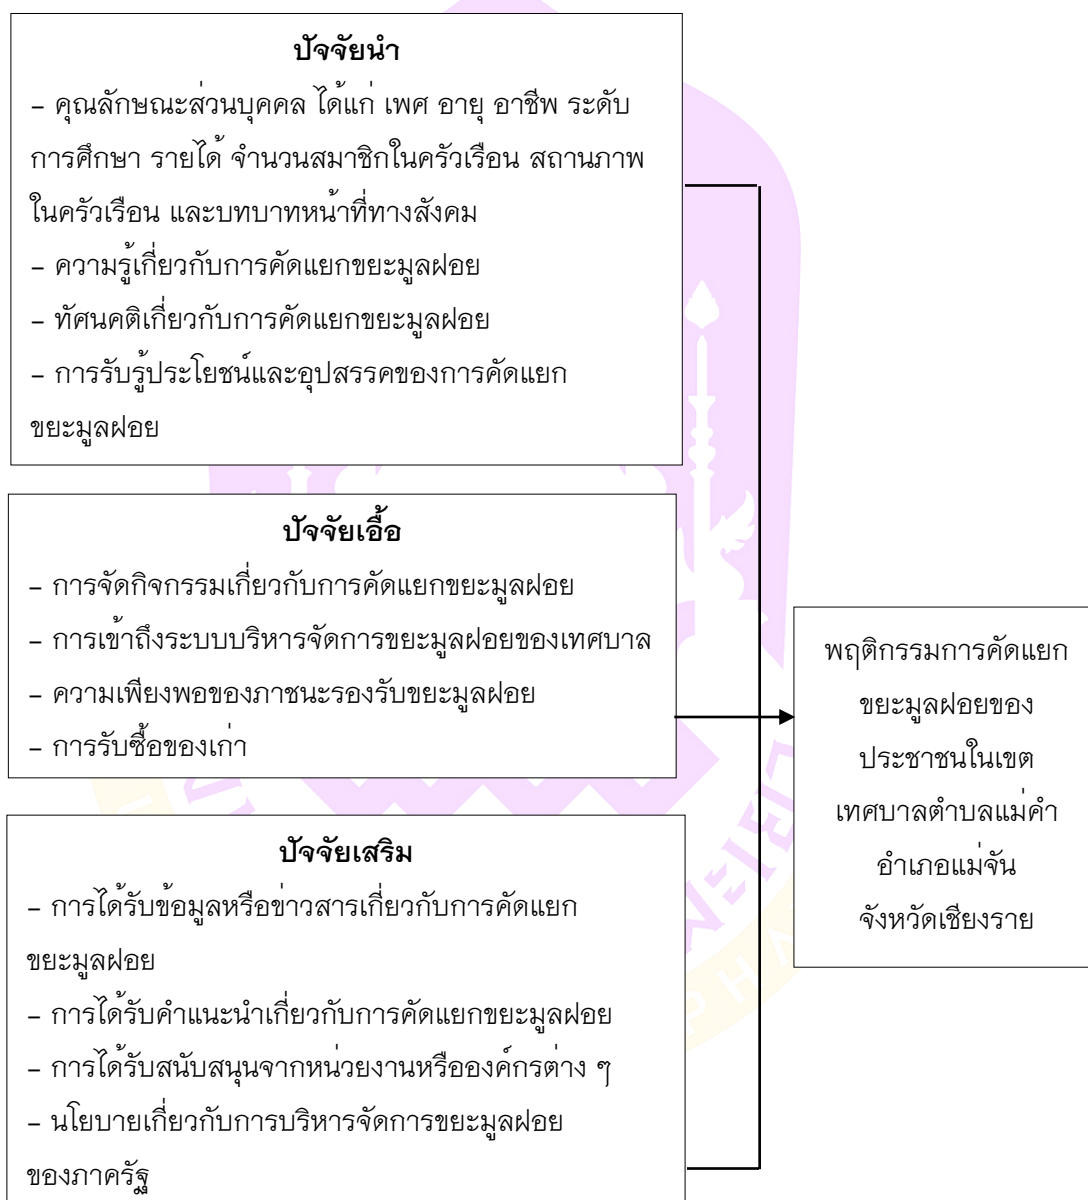 ปัจจัยนำ
– คุณลักษณะส่วนบุคคล ได้แก่ เพศ อายุ อาชีพ ระดับ
การศึกษา รายได้ จำนวนสมาชิกในครัวเรือน สถานภาพ
ในครัวเรือน และบทบาทหน้าที่ทางสังคม
– ความรู้เกี่ยวกับการคัดแยกขยะมูลฝอย
– ทัศนคติเกี่ยวกับการคัดแยกขยะมูลฝอย
– การรับรู้ประโยชน์และอุปสรรคของการคัดแยก
ขยะมูลฝอย
ปัจจัยเอื้อ
– การจัดกิจกรรมเกี่ยวกับการคัดแยกขยะมูลฝอย
– การเข้าถึงระบบบริหารจัดการขยะมูลฝอยของเทศบาล
– ความเพียงพอของภาชนะรองรับขยะมูลฝอย
– การรับซื้อของเก่า
ปัจจัยเสริม
– การได้รับข้อมูลหรือข่าวสารเกี่ยวกับการคัดแยก
ขยะมูลฝอย
– การได้รับคำแนะนำเกี่ยวกับการคัดแยกขยะมูลฝอย
– การได้รับสนับสนุนจากหน่วยงานหรือองค์กรต่าง ๆ
– นโยบายเกี่ยวกับการบริหารจัดการขยะมูลฝอย
ของภาครัฐ
พฤติกรรมการคัดแยก
ขยะมูลฝอยของ
ประชาชนในเขต
เทศบาลตำบลแม่คำ
อำเภอแม่จัน
จังหวัดเชียงราย